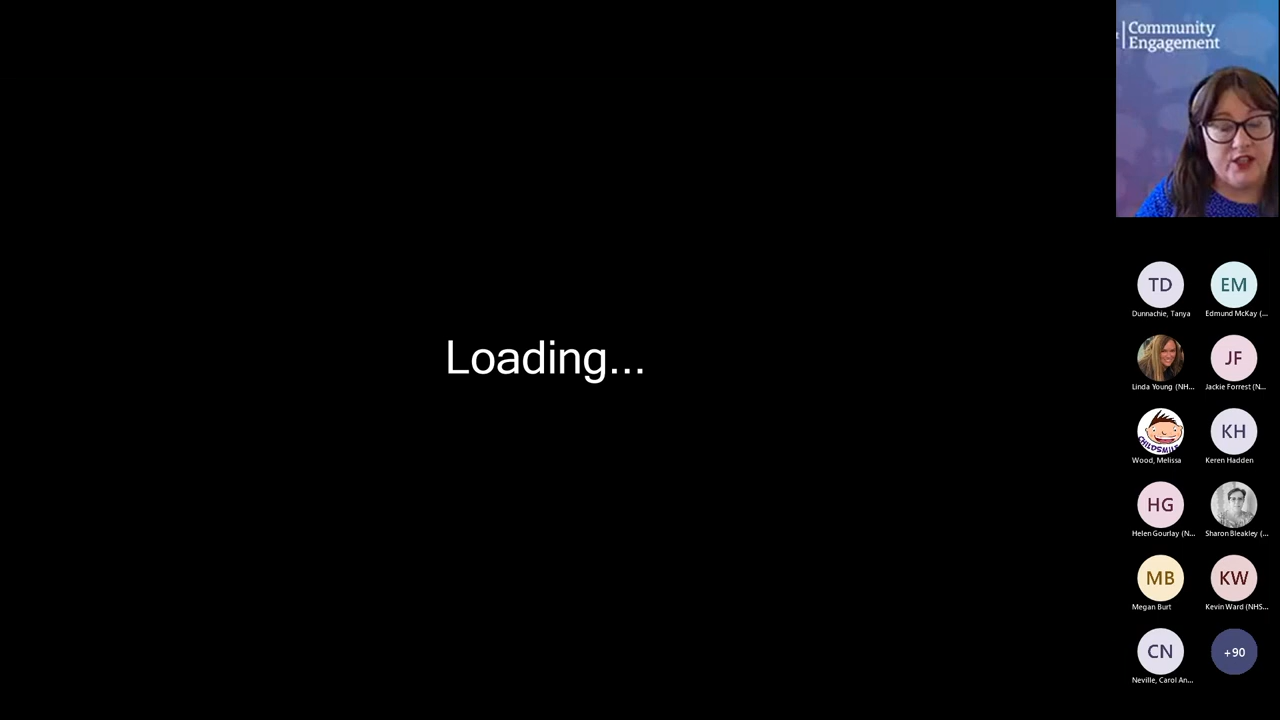 Community
Engagement
Loading...
TD
EM
Dunnachie, Tanya
Edmund McKay (...
Linda Young (NH...
JF
Jackie Forrest (N...
CHILDSMILE
Wood, Melissa
KH
Keren Hadden
HG
Helen Gourlay (N...
Sharon Bleakley (...
MB
KW
Megan Burt
Kevin Ward (NHS...
CN
+90
Neville, Carol An...